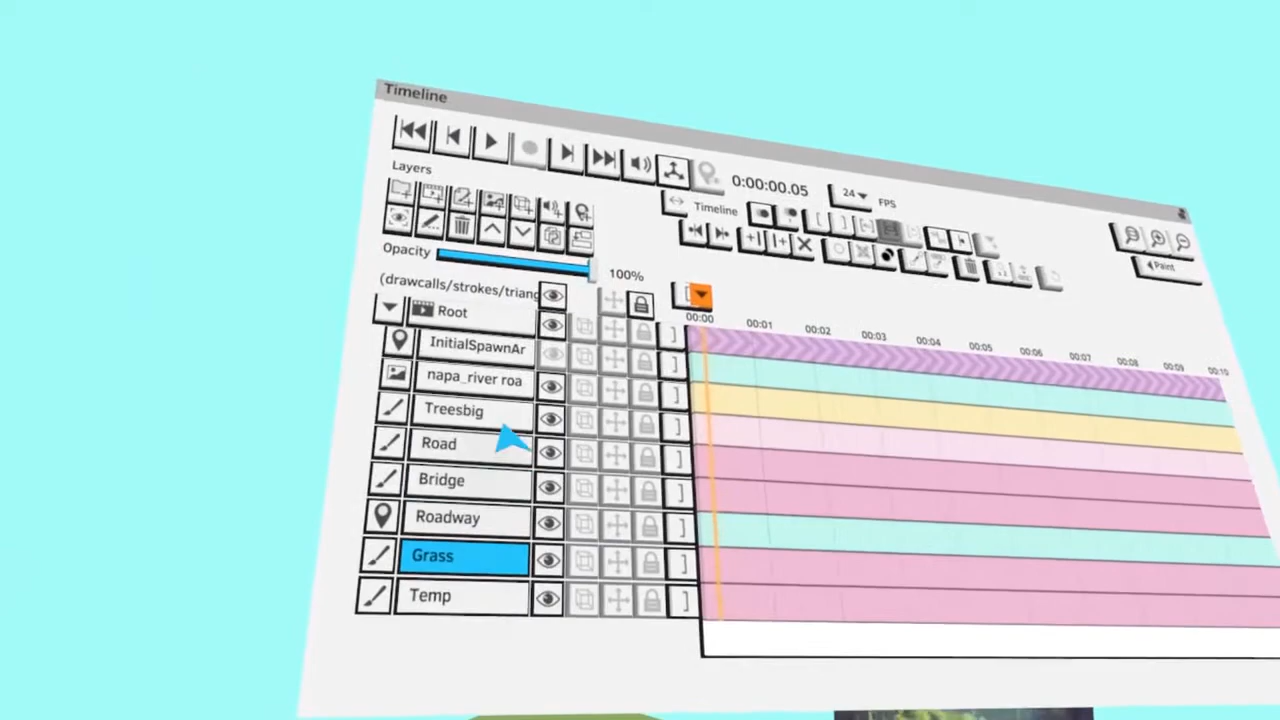 Timeline
0:00:00.05
24
FPS
Layers
Timeline
Paint
Opacity
100%
(drawcalls/strokes/triang
Root
00:00 00:01 00:02 00:03 00:04 00:05 00:06 00:07 00:08 00:09 00:10
InitialSpawnAr
napa_river roa
Treesbig
Road
Bridge
Roadway
Grass
Temp